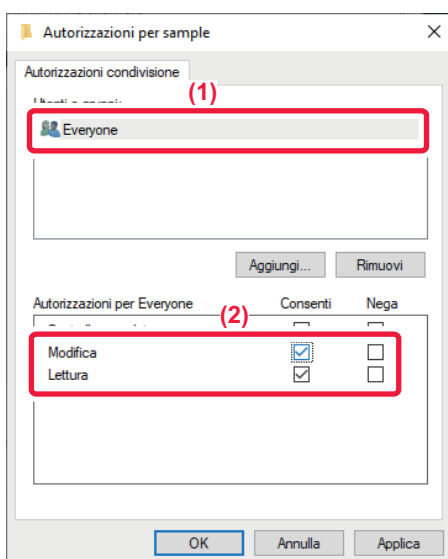 Autorizzazioni per sample
Autorizzazioni condivisione
(1)
Everyone
Aggiungi... Rimuovi
Autorizzazioni per Everyone Consenti Nega
(2)
Modifica
Lettura
OK Annulla Applica